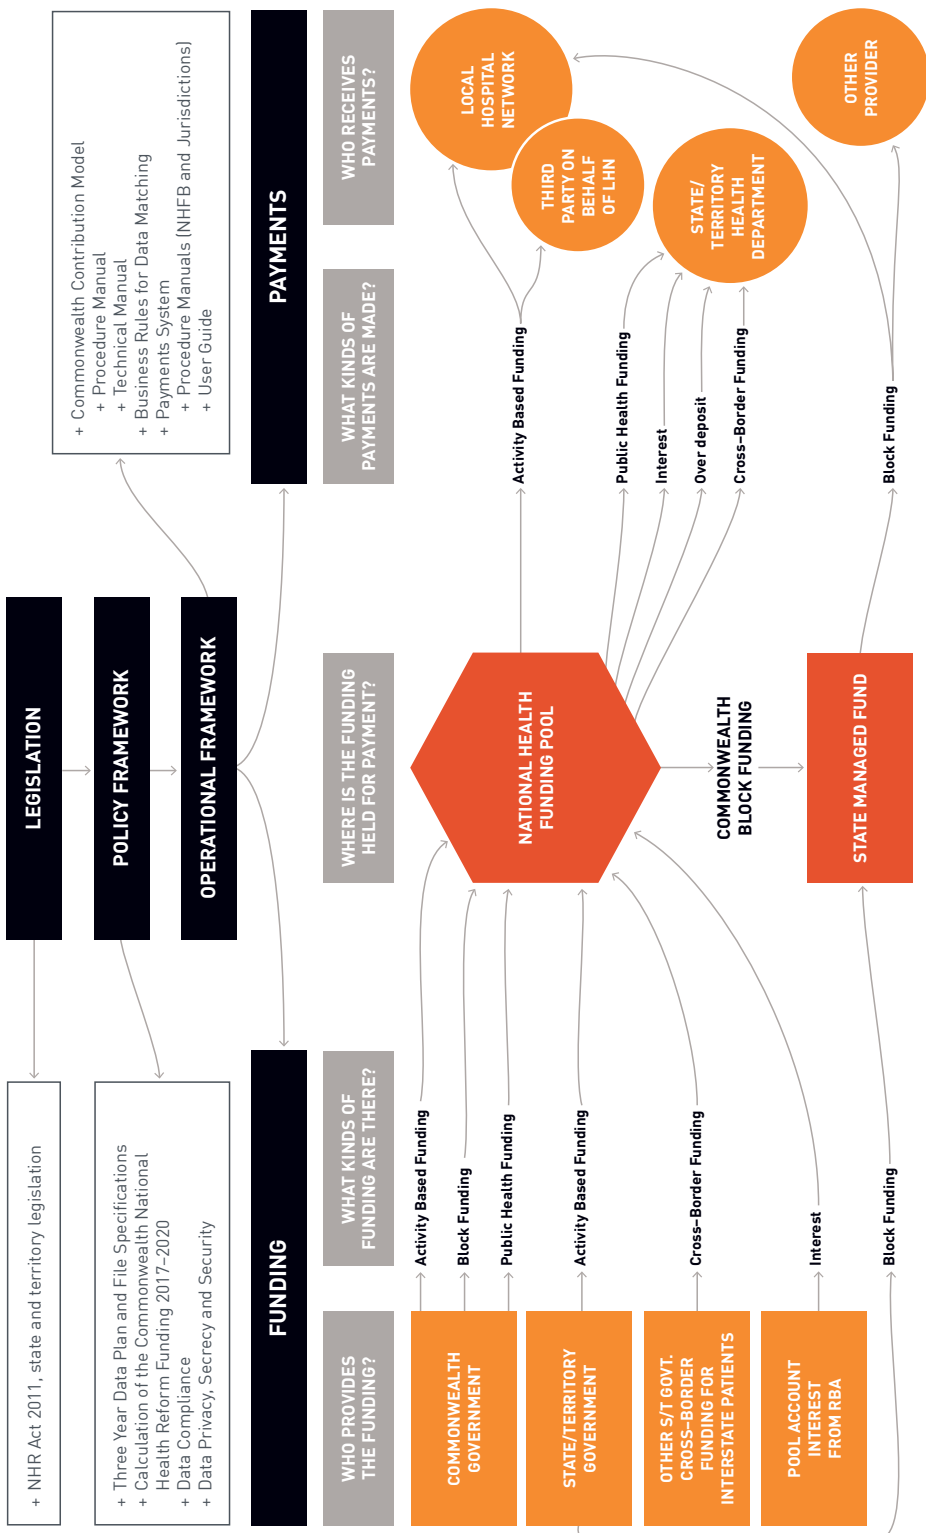 LEGISLATION
+ NHR Act 2011, state and territory legislation
POLICY FRAMEWORK
+ Three Year Data Plan and File Specifications
+ Calculation of the Commonwealth National
Health Reform Funding 2017–2020
+ Data Compliance
+ Data Privacy, Secrecy and Security
OPERATIONAL FRAMEWORK
+ Commonwealth Contribution Model
+ Procedure Manual
+ Technical Manual
+ Business Rules for Data Matching
+ Payments System
+ Procedure Manuals (NHFB and Jurisdictions)
+ User Guide
FUNDING
PAYMENTS
WHO PROVIDES
THE FUNDING?
WHAT KINDS OF
FUNDING ARE THERE?
WHERE IS THE FUNDING
HELD FOR PAYMENT?
WHAT KINDS OF
PAYMENTS ARE MADE?
WHO RECEIVES
PAYMENTS?
COMMONWEALTH
GOVERNMENT
Activity Based Funding
Block Funding
Public Health Funding
STATE/TERRITORY
GOVERNMENT
Activity Based Funding
OTHER S/T GOVT.
CROSS–BORDER
FUNDING FOR
INTERSTATE PATIENTS
Cross–Border Funding
POOL ACCOUNT
INTEREST
FROM RBA
Interest
Block Funding
NATIONAL HEALTH
FUNDING POOL
COMMONWEALTH
BLOCK FUNDING
STATE MANAGED FUND
Activity Based Funding
Public Health Funding
Interest
Over deposit
Cross–Border Funding
Block Funding
LOCAL
HOSPITAL
NETWORK
THIRD
PARTY ON
BEHALF
OF LHN
STATE/
TERRITORY
HEALTH
DEPARTMENT
OTHER
PROVIDER